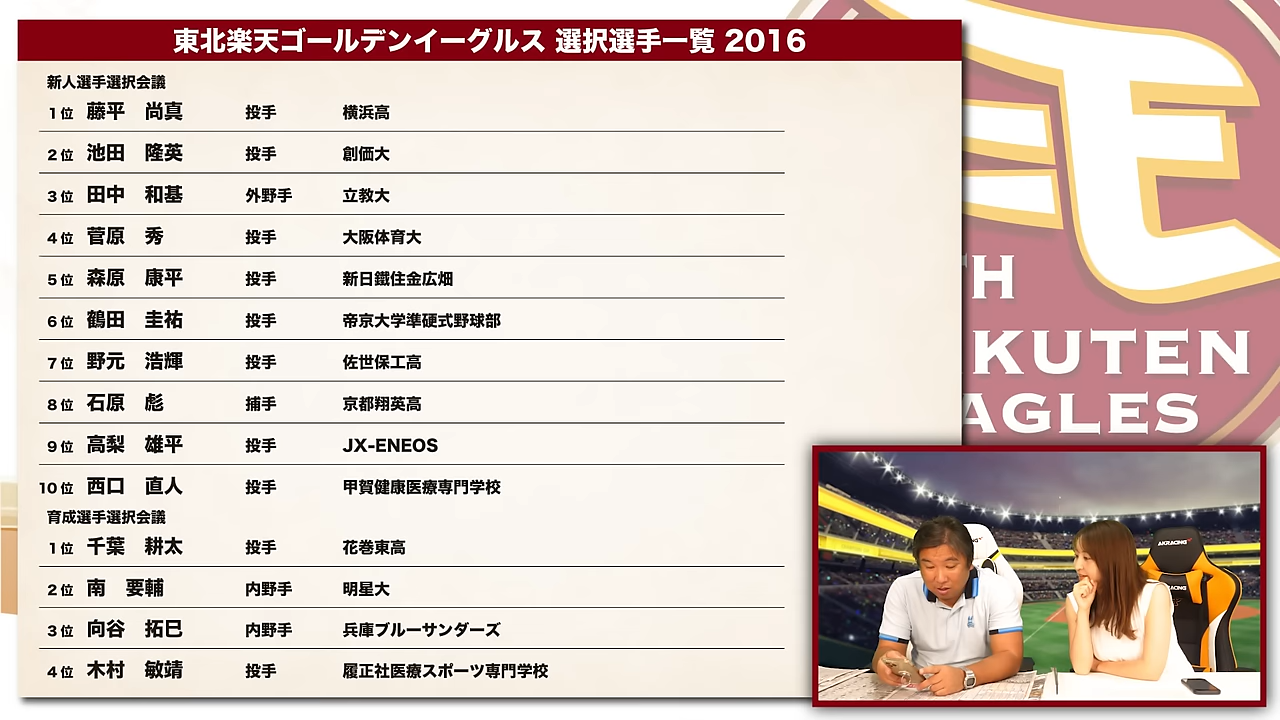 東北楽天ゴールデンイーグルス 選択選手一覧 2016
新人選手選択会議
1位 藤平 尚真 投手 横浜高
2位 池田 隆英 投手 創価大
3位 田中 和基 外野手 立教大
4位 菅原 秀 投手 大阪体育大
5位 森原 康平 投手 新日鐵住金広畑
6位 鶴田 圭祐 投手 帝京大学準硬式野球部
7位 野元 浩輝 投手 佐世保工高
8位 石原 彪 捕手 京都翔英高
9位 高梨 雄平 投手 JX-ENEOS
10位 西口 直人 投手 甲賀健康医療専門学校
育成選手選択会議
1位 千葉 耕太 投手 花巻東高
2位 南 要輔 内野手 明星大
3位 向谷 拓巳 内野手 兵庫ブルーサンダーズ
4位 木村 敏靖 投手 履正社医療スポーツ専門学校
E
TH
KUTEN
AGLES
AKRACING
RACING